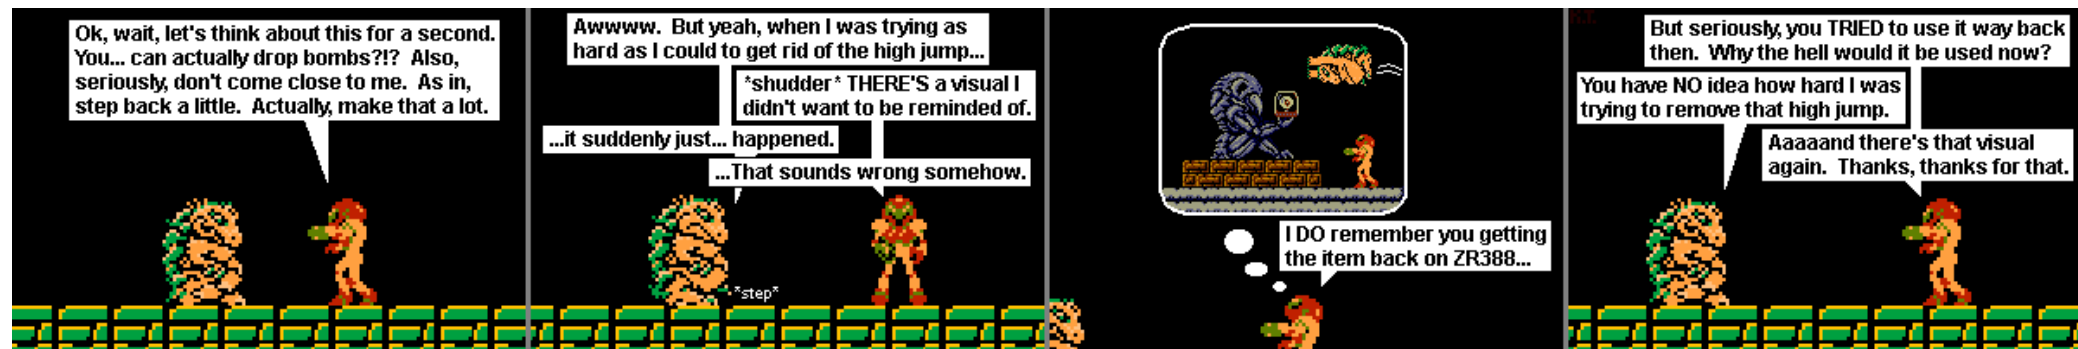 Ok, wait, let's think about this for a second.
You... can actually drop bombs?!? Also,
seriously, don't come close to me. As in,
step back a little. Actually, make that a lot.
Awwww. But yeah, when I was trying as
hard as I could to get rid of the high jump...
*shudder* THERE'S a visual I
didn't want to be reminded of.
...it suddenly just... happened.
...That sounds wrong somehow.
*step*
I DO remember you getting
the item back on ZR388...
But seriously, you TRIED to use it way back
then. Why the hell would it be used now?
You have NO idea how hard I was
trying to remove that high jump.
Aaaaand there's that visual
again. Thanks, thanks for that.